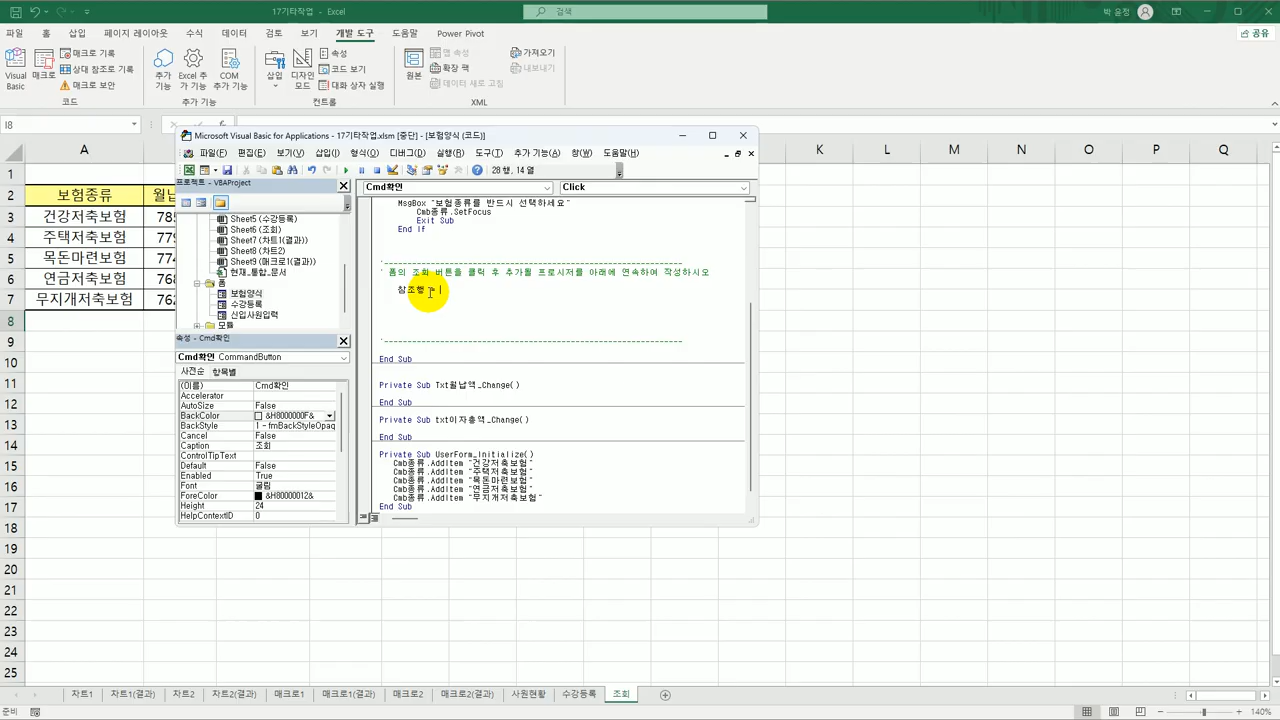 17기타작업 - Excel
검색
박 윤정
파일 홈 삽입 페이지 레이아웃 수식 데이터 검토 보기 개발 도구 도움말 Power Pivot
공유
Visual Basic
매크로
매크로 기록
상대 참조로 기록
매크로 보안
코드
추가 기능
Excel 추가 기능
COM 추가 기능
추가 기능
삽입
디자인 모드
속성
코드 보기
대화 상자 실행
컨트롤
원본
맵 속성
확장 팩
데이터 새로 고침
가져오기
내보내기
XML
I8
Microsoft Visual Basic for Applications - 17기타작업.xlsm [중단] - [보험양식 (코드)]
파일(F) 편집(E) 보기(V) 삽입(I) 형식(O) 디버그(D) 실행(R) 도구(T) 추가 기능(A) 창(W) 도움말(H)
28 행, 14 열
프로젝트 - VBAProject
Sheet5 (수강등록)
Sheet6 (조회)
Sheet7 (차트1(결과))
Sheet8 (차트2)
Sheet9 (매크로1(결과))
현재_통합_문서
폼
보험양식
수강등록
신입사원입력
모듈
속성 - Cmd확인
Cmd확인 CommandButton
사전순 항목별
(이름) Cmd확인
Accelerator
AutoSize False
BackColor &H8000000F&
BackStyle 1 - fmBackStyleOpaq
Cancel False
Caption 조회
ControlTipText
Default False
Enabled True
Font 굴림
ForeColor &H80000012&
Height 24
HelpContextID 0
Cmd확인 Click
MsgBox "보험종류를 반드시 선택하세요"
Cmb종류.SetFocus
Exit Sub
End If
'----------------------------------------------------------------
' 폼의 조회 버튼을 클릭 후 추가될 프로시저를 아래에 연속하여 작성하시오
참조행 =
'----------------------------------------------------------------
End Sub
Private Sub Txt월납액_Change()
End Sub
Private Sub txt이자총액_Change()
End Sub
Private Sub UserForm_Initialize()
Cmb종류.AddItem "건강저축보험"
Cmb종류.AddItem "주택저축보험"
Cmb종류.AddItem "목돈마련보험"
Cmb종류.AddItem "연금저축보험"
Cmb종류.AddItem "무지개저축보험"
End Sub
A K L M N O P Q
1
2 보험종류 월납
3 건강저축보험 785
4 주택저축보험 779
5 목돈마련보험 774
6 연금저축보험 768
7 무지개저축보험 762
8
9
10
11
12
13
14
15
16
17
18
19
20
21
22
23
24
25
차트1 차트1(결과) 차트2 차트2(결과) 매크로1 매크로1(결과) 매크로2 매크로2(결과) 사원현황 수강등록 조회
준비
140%